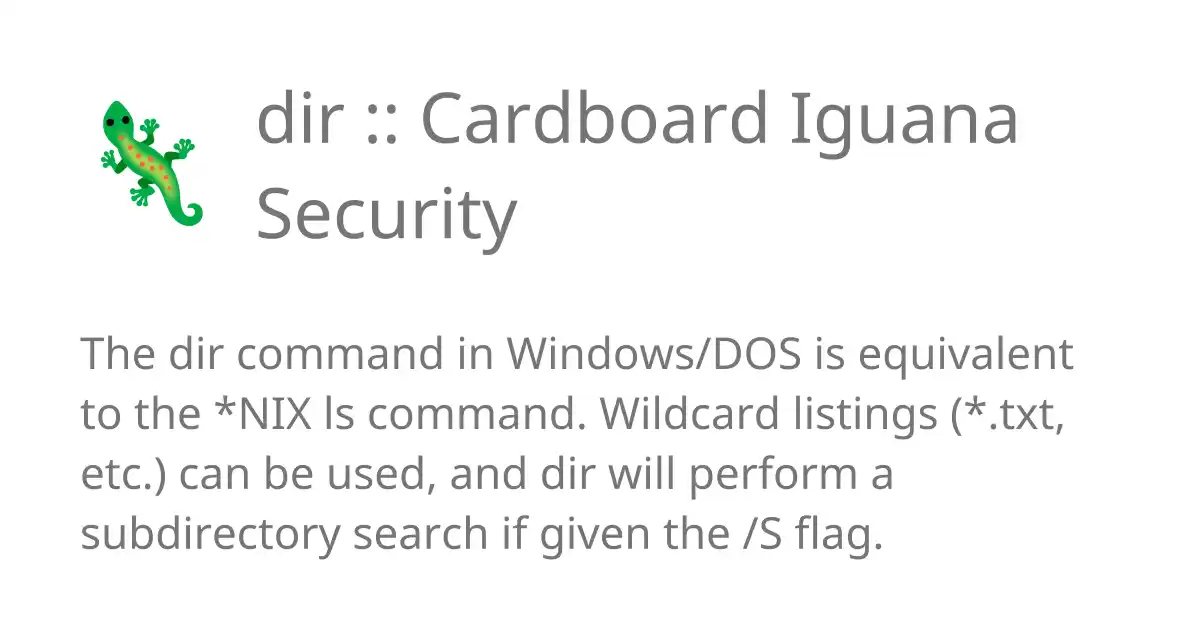 dir :: Cardboard Iguana
Security
The dir command in Windows/DOS is equivalent
to the *NIX ls command. Wildcard listings (*.txt,
etc.) can be used, and dir will perform a
subdirectory search if given the /S flag.